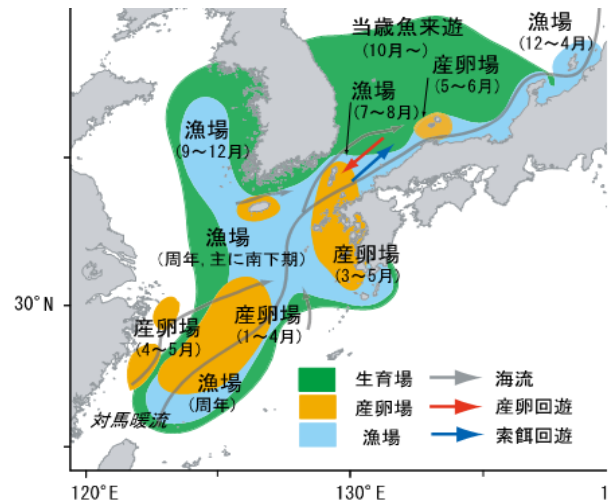 漁場
(12～4月)
当歳魚来遊
(10月～)
産卵場
(5～6月)
漁場
(7～8月)
漁場
(9～12月)
漁場
(周年，主に南下期)
産卵場
(3～5月)
30°N
産卵場
(1～4月)
産卵場
(4～5月)
漁場
(周年)
対馬暖流
生育場
産卵場
漁場
海流
産卵回遊
索餌回遊
120°E
130°E
1